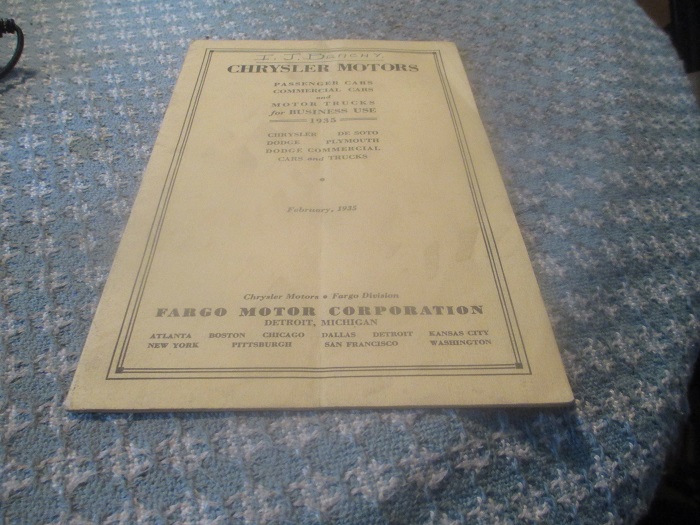 CHRYSLER MOTORS
PASSENGER CARS
COMMERCIAL CARS
and
MOTOR TRUCKS
for BUSINESS USE
1935
CHRYSLER DE SOTO
DODGE PLYMOUTH
DODGE COMMERCIAL
CARS and TRUCKS
February, 1935
Chrysler Motors • Fargo Division
FARGO MOTOR CORPORATION
DETROIT, MICHIGAN
ATLANTA BOSTON CHICAGO DALLAS DETROIT KANSAS CITY
NEW YORK PITTSBURGH SAN FRANCISCO WASHINGTON